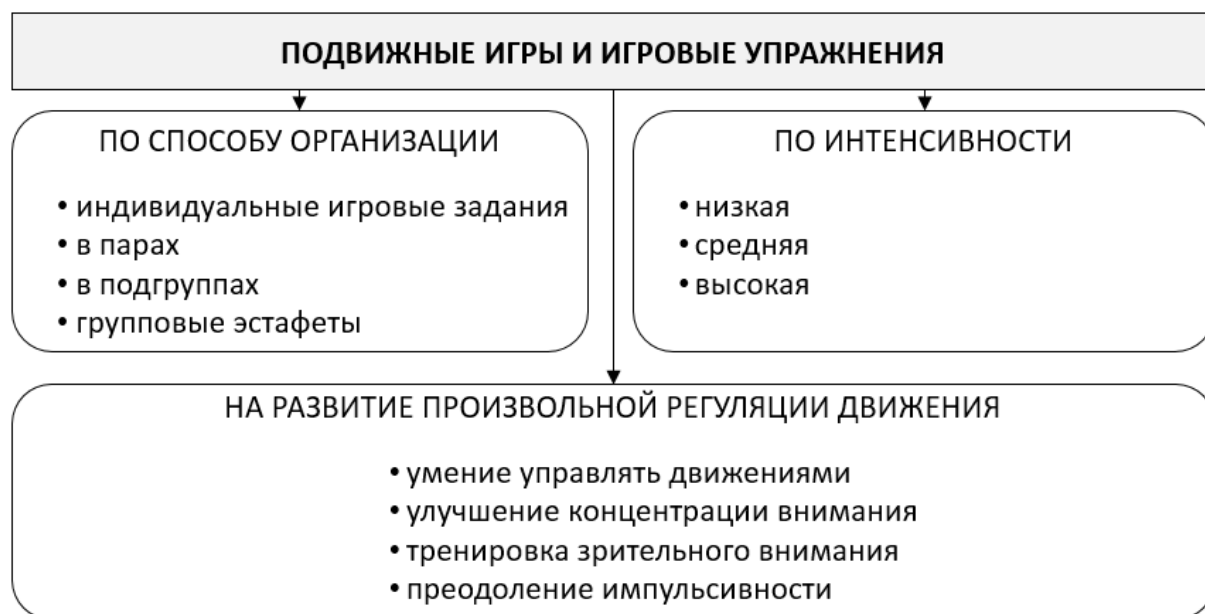 ПОДВИЖНЫЕ ИГРЫ И ИГРОВЫЕ УПРАЖНЕНИЯ
ПО СПОСОБУ ОРГАНИЗАЦИИ
• индивидуальные игровые задания
• в парах
• в подгруппах
• групповые эстафеты
ПО ИНТЕНСИВНОСТИ
• низкая
• средняя
• высокая
НА РАЗВИТИЕ ПРОИЗВОЛЬНОЙ РЕГУЛЯЦИИ ДВИЖЕНИЯ
• умение управлять движениями
• улучшение концентрации внимания
• тренировка зрительного внимания
• преодоление импульсивности